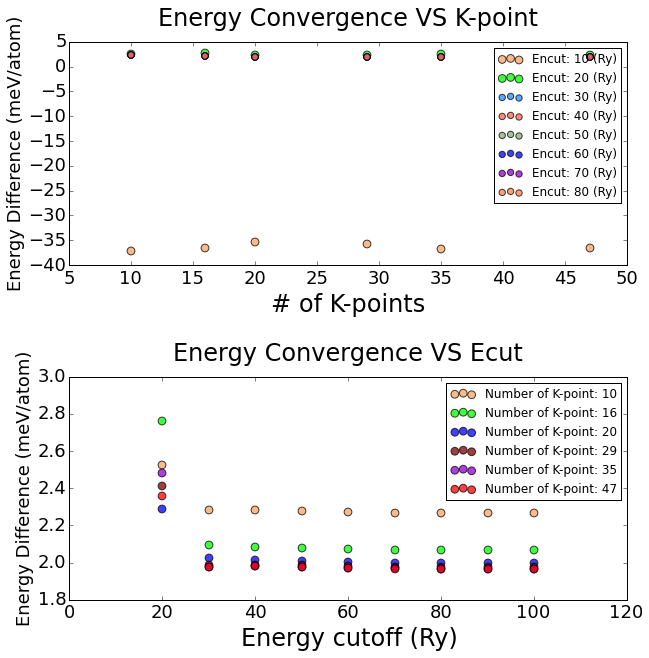 Energy Convergence VS K-point
Energy Difference (meV/atom)
5
0
−5
−10
−15
−20
−25
−30
−35
−40
Encut: 10 (Ry)
Encut: 20 (Ry)
Encut: 30 (Ry)
Encut: 40 (Ry)
Encut: 50 (Ry)
Encut: 60 (Ry)
Encut: 70 (Ry)
Encut: 80 (Ry)
5 10 15 20 25 30 35 40 45 50
# of K-points
Energy Convergence VS Ecut
Energy Difference (meV/atom)
3.0
2.8
2.6
2.4
2.2
2.0
1.8
Number of K-point: 10
Number of K-point: 16
Number of K-point: 20
Number of K-point: 29
Number of K-point: 35
Number of K-point: 47
0 20 40 60 80 100 120
Energy cutoff (Ry)